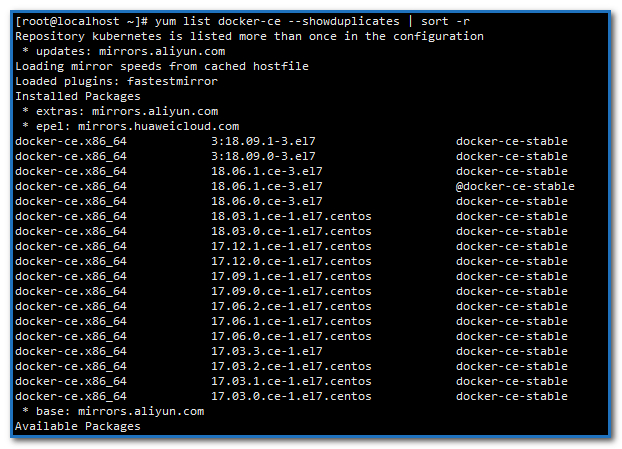 [root@localhost ~]# yum list docker-ce --showduplicates | sort -r
Repository kubernetes is listed more than once in the configuration
 * updates: mirrors.aliyun.com
Loading mirror speeds from cached hostfile
Loaded plugins: fastestmirror
Installed Packages
 * extras: mirrors.aliyun.com
 * epel: mirrors.huaweicloud.com
docker-ce.x86_64            3:18.09.1-3.el7                    docker-ce-stable
docker-ce.x86_64            3:18.09.0-3.el7                    docker-ce-stable
docker-ce.x86_64            18.06.1.ce-3.el7                   docker-ce-stable
docker-ce.x86_64            18.06.1.ce-3.el7                   @docker-ce-stable
docker-ce.x86_64            18.06.0.ce-3.el7                   docker-ce-stable
docker-ce.x86_64            18.03.1.ce-1.el7.centos            docker-ce-stable
docker-ce.x86_64            18.03.0.ce-1.el7.centos            docker-ce-stable
docker-ce.x86_64            17.12.1.ce-1.el7.centos            docker-ce-stable
docker-ce.x86_64            17.12.0.ce-1.el7.centos            docker-ce-stable
docker-ce.x86_64            17.09.1.ce-1.el7.centos            docker-ce-stable
docker-ce.x86_64            17.09.0.ce-1.el7.centos            docker-ce-stable
docker-ce.x86_64            17.06.2.ce-1.el7.centos            docker-ce-stable
docker-ce.x86_64            17.06.1.ce-1.el7.centos            docker-ce-stable
docker-ce.x86_64            17.06.0.ce-1.el7.centos            docker-ce-stable
docker-ce.x86_64            17.03.3.ce-1.el7                   docker-ce-stable
docker-ce.x86_64            17.03.2.ce-1.el7.centos            docker-ce-stable
docker-ce.x86_64            17.03.1.ce-1.el7.centos            docker-ce-stable
docker-ce.x86_64            17.03.0.ce-1.el7.centos            docker-ce-stable
 * base: mirrors.aliyun.com
Available Packages